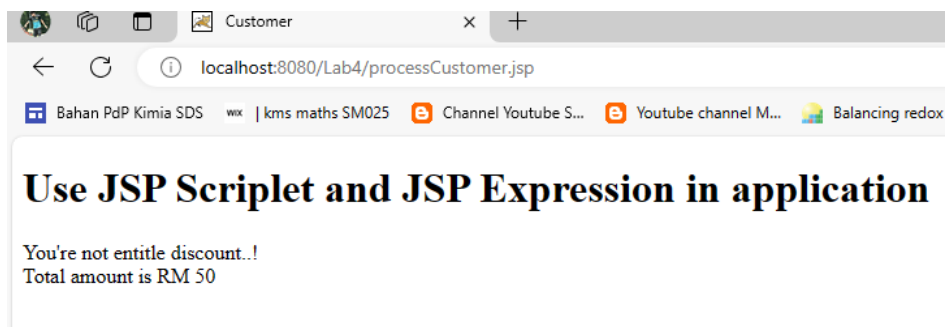 Customer
localhost:8080/Lab4/processCustomer.jsp
Bahan PdP Kimia SDS WIX | kms maths SM025 Channel Youtube S... Youtube channel M... Balancing redox
Use JSP Scriplet and JSP Expression in application
You're not entitle discount..!
Total amount is RM 50